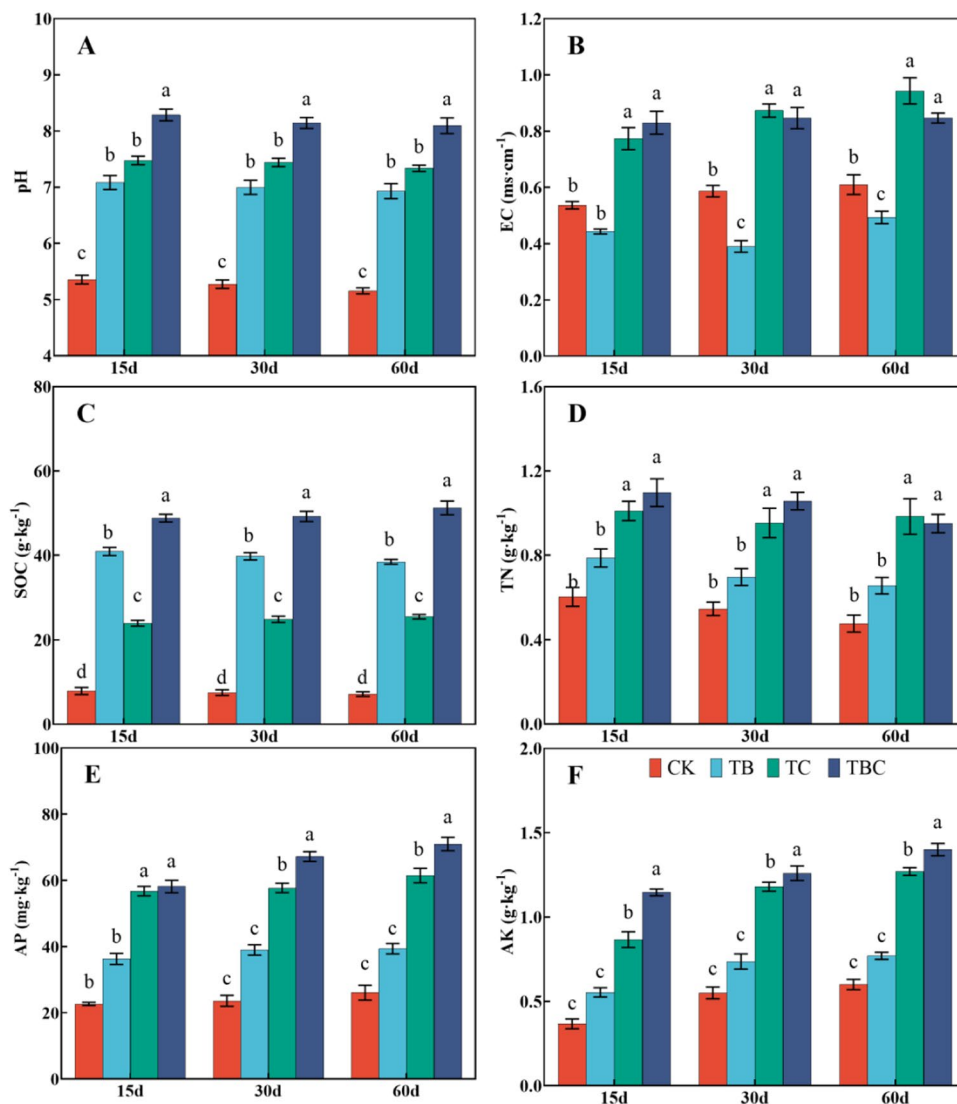 A
pH
10
9
8
7
6
5
4
c b b a
c b b a
c b b a
15d 30d 60d
B
EC (ms·cm⁻¹)
1.2
1.0
0.8
0.6
0.4
0.2
0.0
b b a a
b c a a
b c a a
15d 30d 60d
C
SOC (g·kg⁻¹)
80
60
40
20
0
d b c a
d b c a
d b c a
15d 30d 60d
D
TN (g·kg⁻¹)
1.6
1.2
0.8
0.4
0.0
b b a a
b b a a
b b a a
15d 30d 60d
E
AP (mg·kg⁻¹)
100
80
60
40
20
0
b b a a
c c b a
c c b a
15d 30d 60d
F
CK TB TC TBC
AK (g·kg⁻¹)
2.0
1.5
1.0
0.5
0.0
c c b a
c c b a
c c b a
15d 30d 60d